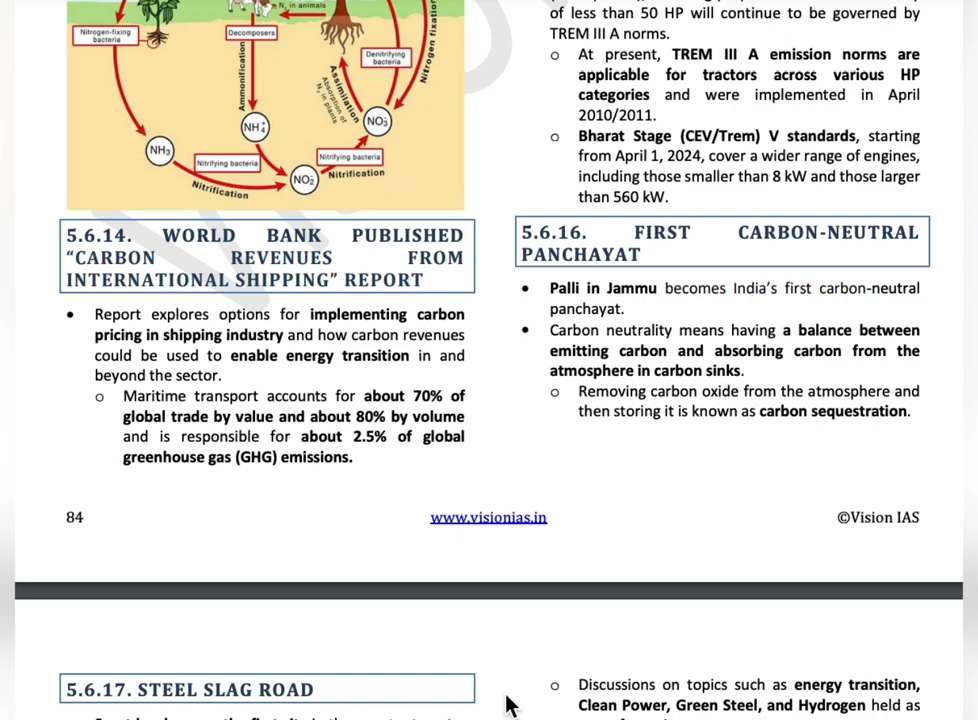 N₂ in animals
Nitrogen-fixing
bacteria
Decomposers
Denitrifying
bacteria
Nitrogen fixation
Ammonification
Assimilation
Absorption of
N₂ in plants
NH₄⁺
NO₃⁻
NH₃
Nitrifying bacteria
Nitrifying bacteria
NO₂⁻
Nitrification
Nitrification
5.6.14. WORLD BANK PUBLISHED
“CARBON REVENUES FROM
INTERNATIONAL SHIPPING” REPORT
• Report explores options for implementing carbon
pricing in shipping industry and how carbon revenues
could be used to enable energy transition in and
beyond the sector.
o Maritime transport accounts for about 70% of
global trade by value and about 80% by volume
and is responsible for about 2.5% of global
greenhouse gas (GHG) emissions.
of less than 50 HP will continue to be governed by
TREM III A norms.
o At present, TREM III A emission norms are
applicable for tractors across various HP
categories and were implemented in April
2010/2011.
o Bharat Stage (CEV/Trem) V standards, starting
from April 1, 2024, cover a wider range of engines,
including those smaller than 8 kW and those larger
than 560 kW.
5.6.16. FIRST CARBON-NEUTRAL
PANCHAYAT
• Palli in Jammu becomes India’s first carbon-neutral
panchayat.
• Carbon neutrality means having a balance between
emitting carbon and absorbing carbon from the
atmosphere in carbon sinks.
o Removing carbon oxide from the atmosphere and
then storing it is known as carbon sequestration.
84
www.visionias.in
©Vision IAS
5.6.17. STEEL SLAG ROAD
o Discussions on topics such as energy transition,
Clean Power, Green Steel, and Hydrogen held as